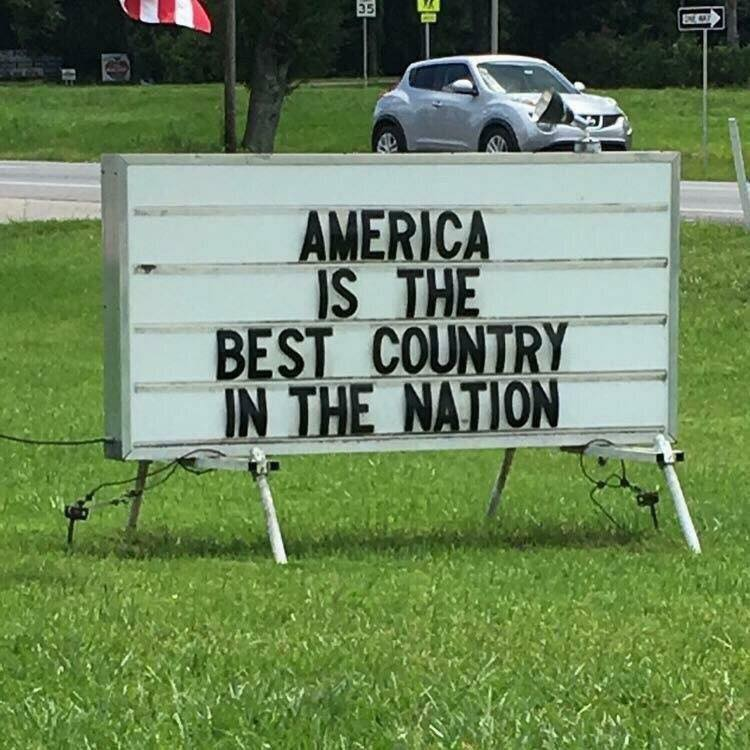 35
ONE WAY
AMERICA
IS THE
BEST COUNTRY
IN THE NATION